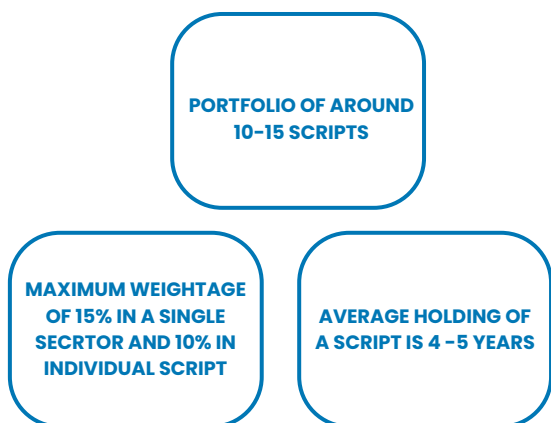 PORTFOLIO OF AROUND
10-15 SCRIPTS
MAXIMUM WEIGHTAGE
OF 15% IN A SINGLE
SECRTOR AND 10% IN
INDIVIDUAL SCRIPT
AVERAGE HOLDING OF
A SCRIPT IS 4 -5 YEARS